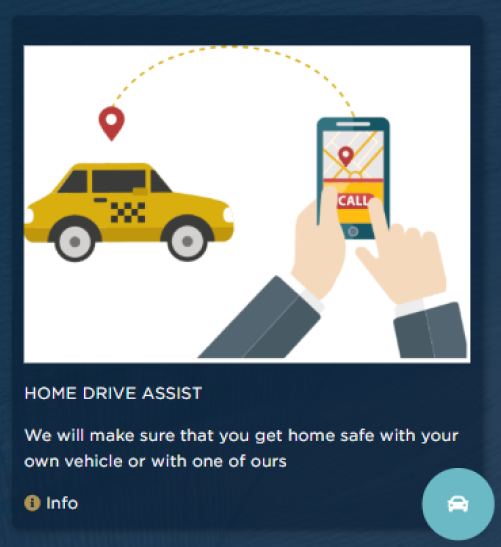 CALL
HOME DRIVE ASSIST
We will make sure that you get home safe with your
own vehicle or with one of ours
Info